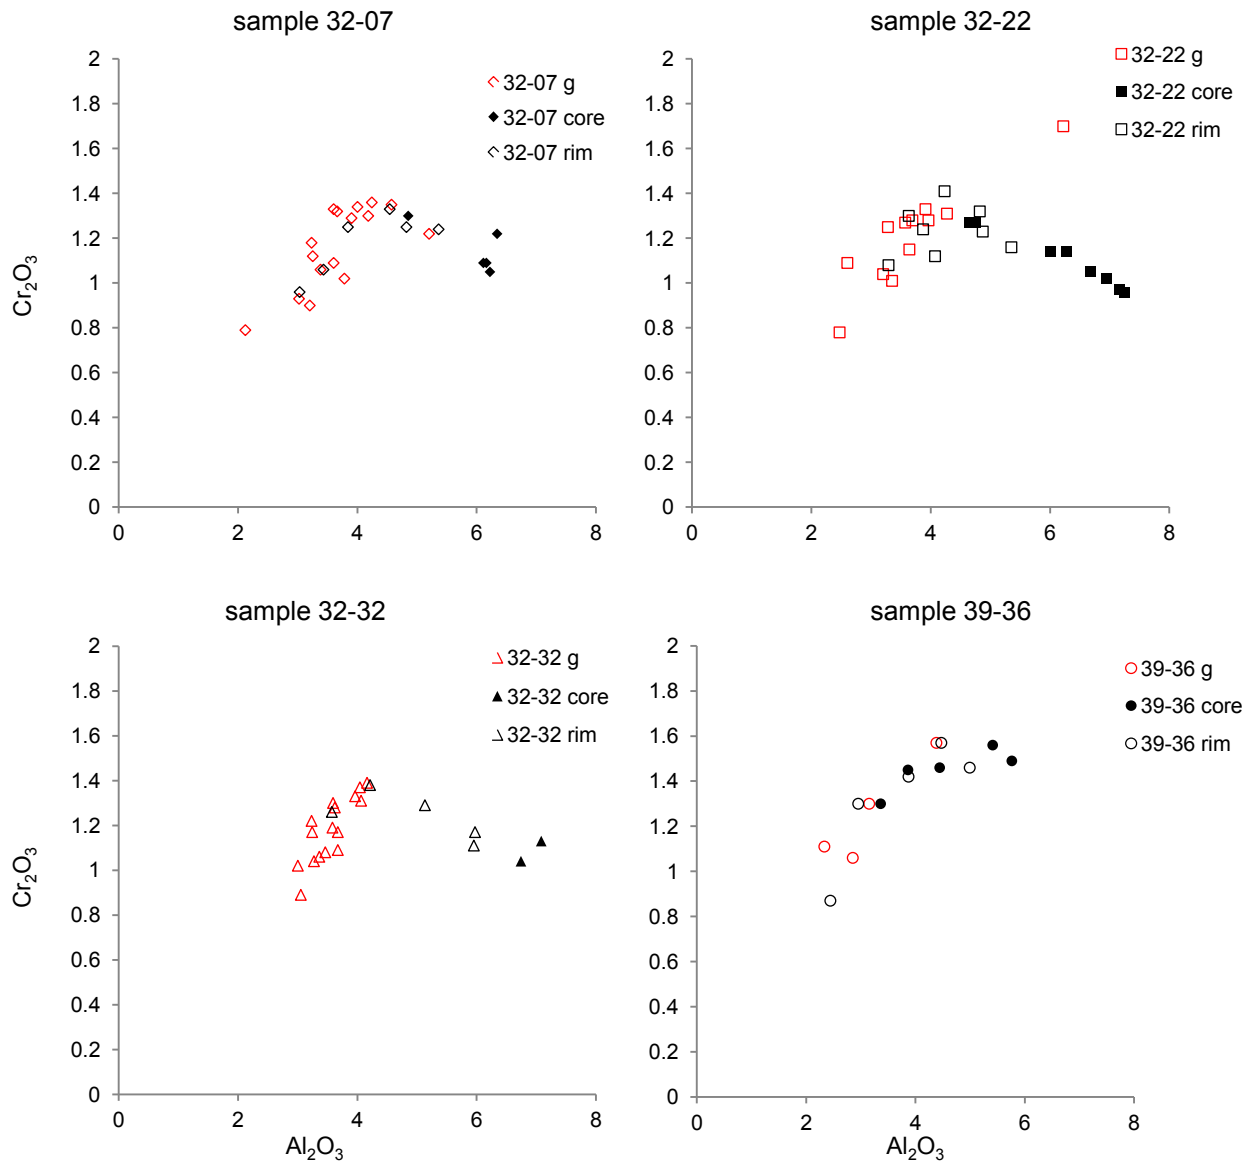 sample 32-07
2
1.8
1.6
1.4
1.2
1
0.8
0.6
0.4
0.2
0
0 2 4 6 8
Cr₂O₃
32-07 g
32-07 core
32-07 rim
sample 32-22
2
1.8
1.6
1.4
1.2
1
0.8
0.6
0.4
0.2
0
0 2 4 6 8
32-22 g
32-22 core
32-22 rim
sample 32-32
2
1.8
1.6
1.4
1.2
1
0.8
0.6
0.4
0.2
0
0 2 4 6 8
Cr₂O₃
Al₂O₃
32-32 g
32-32 core
32-32 rim
sample 39-36
2
1.8
1.6
1.4
1.2
1
0.8
0.6
0.4
0.2
0
0 2 4 6 8
Al₂O₃
39-36 g
39-36 core
39-36 rim